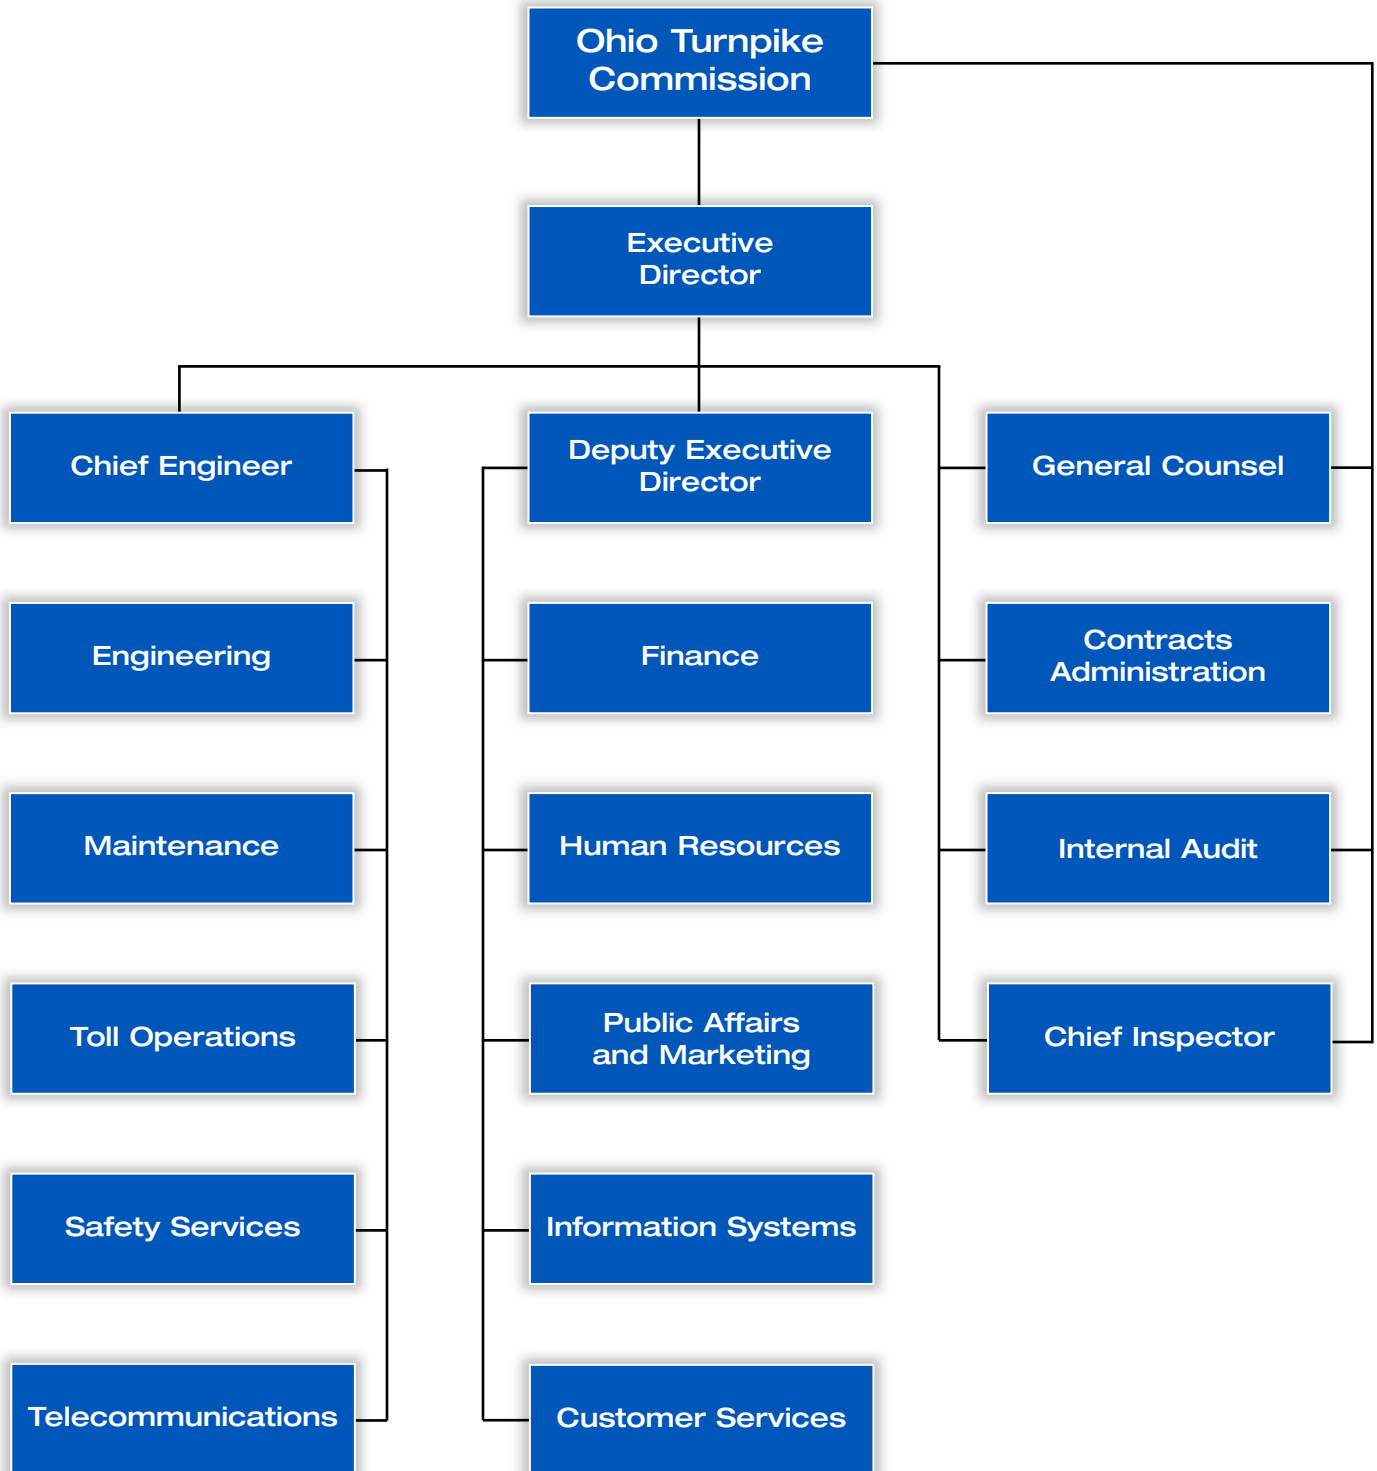 Ohio Turnpike
Commission
Executive
Director
Chief Engineer
Deputy Executive
Director
General Counsel
Engineering
Finance
Contracts
Administration
Maintenance
Human Resources
Internal Audit
Toll Operations
Public Affairs
and Marketing
Chief Inspector
Safety Services
Information Systems
Telecommunications
Customer Services